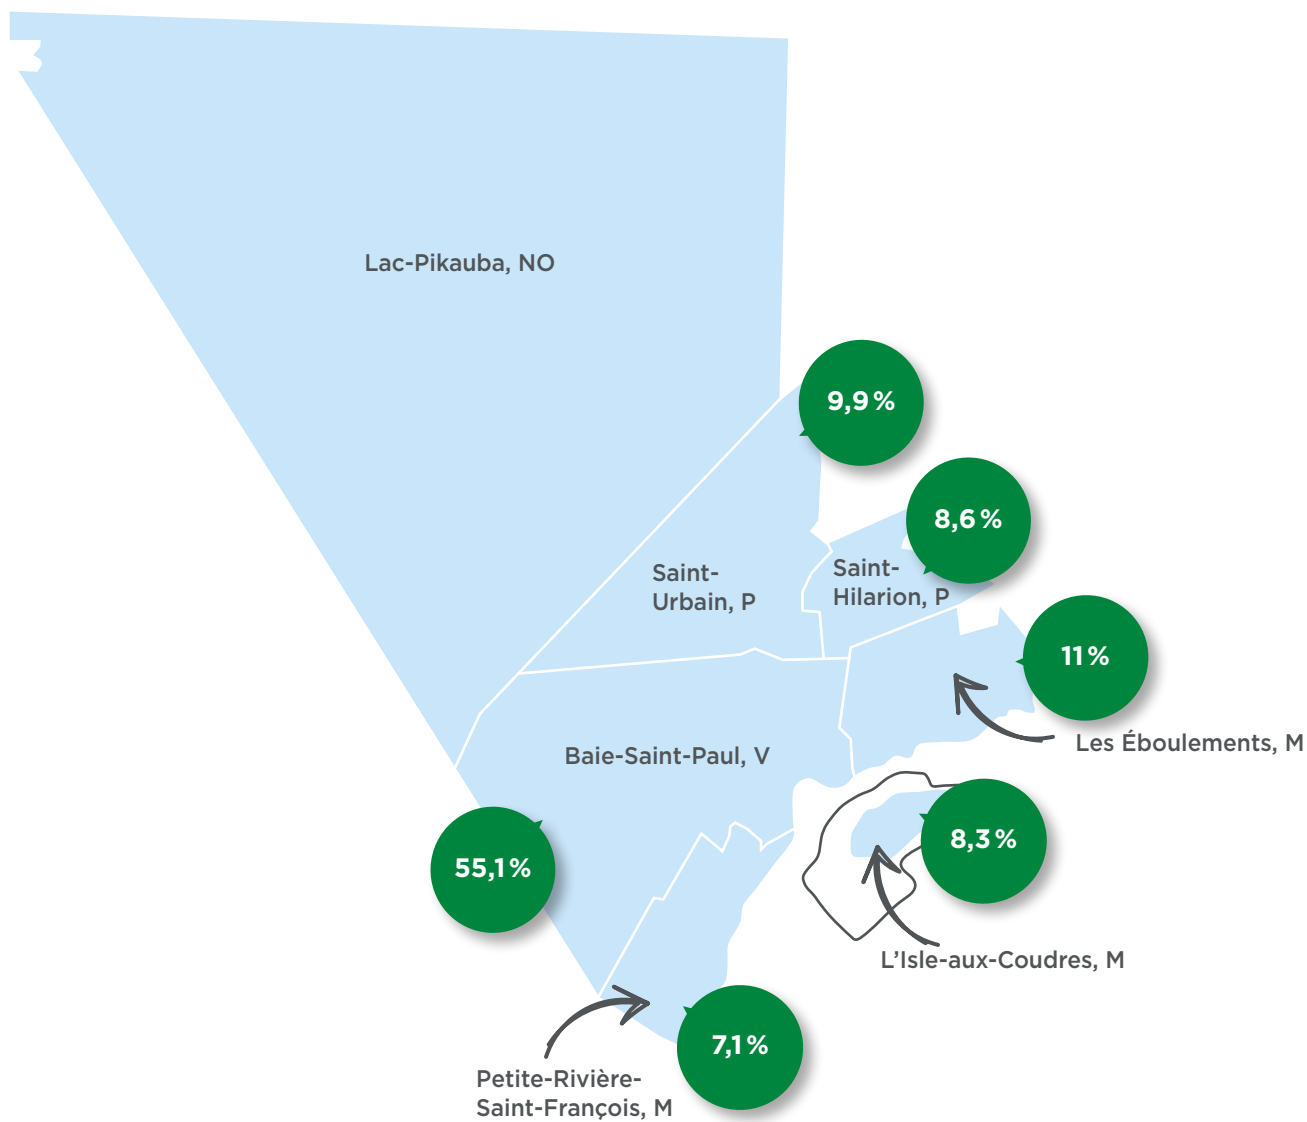 Lac-Pikauba, NO
9,9 %
8,6 %
Saint-
Urbain, P
Saint-
Hilarion, P
11 %
Les Éboulements, M
Baie-Saint-Paul, V
8,3 %
55,1 %
L'Isle-aux-Coudres, M
7,1 %
Petite-Rivière-
Saint-François, M